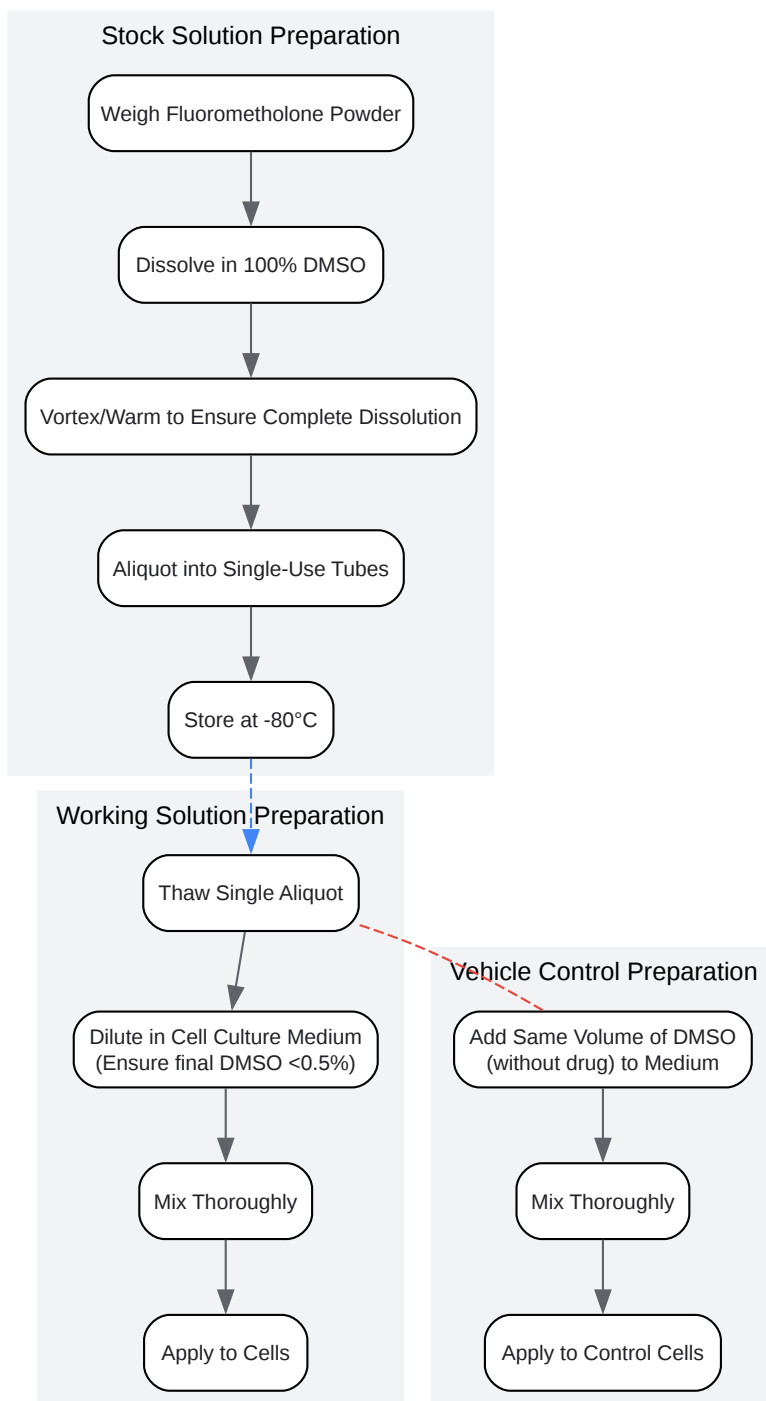 Stock Solution Preparation
Weigh Fluorometholone Powder
Dissolve in 100% DMSO
Vortex/Warm to Ensure Complete Dissolution
Aliquot into Single-Use Tubes
Store at -80°C
Working Solution Preparation
Thaw Single Aliquot
Dilute in Cell Culture Medium
(Ensure final DMSO <0.5%)
Mix Thoroughly
Apply to Cells
Vehicle Control Preparation
Add Same Volume of DMSO
(without drug) to Medium
Mix Thoroughly
Apply to Control Cells